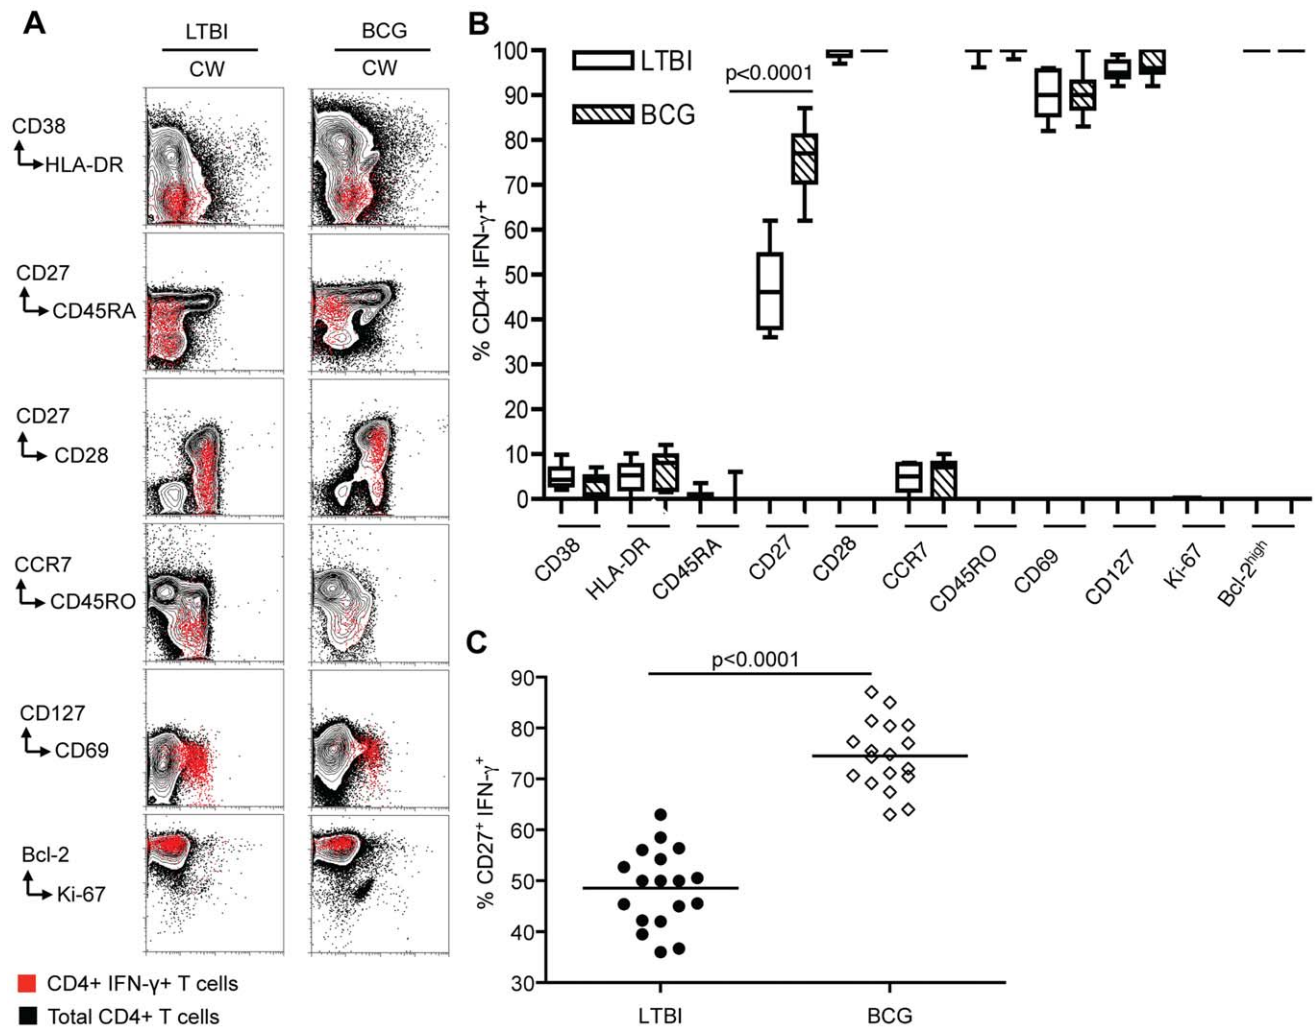 A
LTBI
BCG
CW
CW
CD38
HLA-DR
CD27
CD45RA
CD27
CD28
CCR7
CD45RO
CD127
CD69
Bcl-2
Ki-67
CD4+ IFN-γ+ T cells
Total CD4+ T cells
B
% CD4+ IFN-γ+
100
90
80
70
60
50
40
30
20
10
0
LTBI
BCG
p<0.0001
CD38
HLA-DR
CD45RA
CD27
CD28
CCR7
CD45RO
CD69
CD127
Ki-67
Bcl-2ʰⁱᵍʰ
C
p<0.0001
% CD27⁺ IFN-γ⁺
90
80
70
60
50
40
30
LTBI
BCG